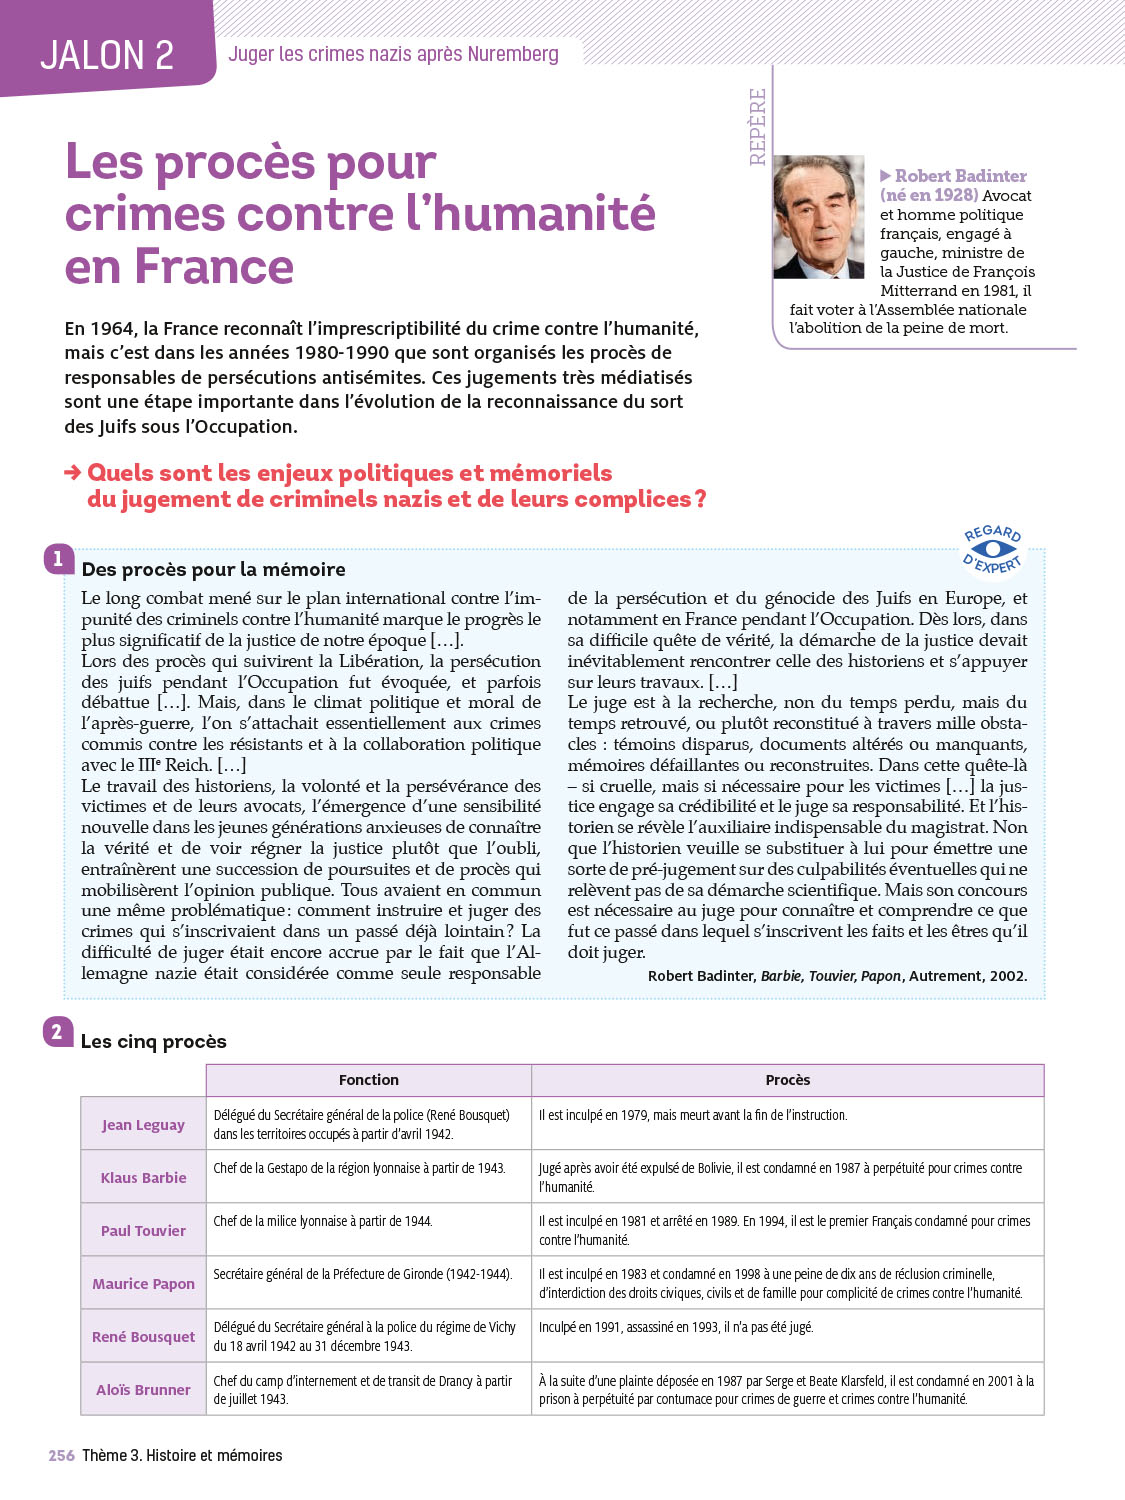 JALON 2
Juger les crimes nazis après Nuremberg
Les procès pour
crimes contre l'humanité
en France
En 1964, la France reconnaît l'imprescriptibilité du crime contre l'humanité,
mais c'est dans les années 1980-1990 que sont organisés les procès de
responsables de persécutions antisémites. Ces jugements très médiatisés
sont une étape importante dans l'évolution de la reconnaissance du sort
des Juifs sous l'Occupation.
→ Quels sont les enjeux politiques et mémoriels
du jugement de criminels nazis et de leurs complices ?
REPÈRE
▶ Robert Badinter
(né en 1928) Avocat
et homme politique
français, engagé à
gauche, ministre de
la Justice de François
Mitterrand en 1981, il
fait voter à l'Assemblée nationale
l'abolition de la peine de mort.
1
Des procès pour la mémoire
REGARD
D'EXPERT
Le long combat mené sur le plan international contre l'im-
punité des criminels contre l'humanité marque le progrès le
plus significatif de la justice de notre époque […].
Lors des procès qui suivirent la Libération, la persécution
des juifs pendant l'Occupation fut évoquée, et parfois
débattue […]. Mais, dans le climat politique et moral de
l'après-guerre, l'on s'attachait essentiellement aux crimes
commis contre les résistants et à la collaboration politique
avec le IIIe Reich. […]
Le travail des historiens, la volonté et la persévérance des
victimes et de leurs avocats, l'émergence d'une sensibilité
nouvelle dans les jeunes générations anxieuses de connaître
la vérité et de voir régner la justice plutôt que l'oubli,
entraînèrent une succession de poursuites et de procès qui
mobilisèrent l'opinion publique. Tous avaient en commun
une même problématique : comment instruire et juger des
crimes qui s'inscrivaient dans un passé déjà lointain ? La
difficulté de juger était encore accrue par le fait que l'Al-
lemagne nazie était considérée comme seule responsable
de la persécution et du génocide des Juifs en Europe, et
notamment en France pendant l'Occupation. Dès lors, dans
sa difficile quête de vérité, la démarche de la justice devait
inévitablement rencontrer celle des historiens et s'appuyer
sur leurs travaux. […]
Le juge est à la recherche, non du temps perdu, mais du
temps retrouvé, ou plutôt reconstitué à travers mille obsta-
cles : témoins disparus, documents altérés ou manquants,
mémoires défaillantes ou reconstruites. Dans cette quête-là
– si cruelle, mais si nécessaire pour les victimes […] la jus-
tice engage sa crédibilité et le juge sa responsabilité. Et l'his-
torien se révèle l'auxiliaire indispensable du magistrat. Non
que l'historien veuille se substituer à lui pour émettre une
sorte de pré-jugement sur des culpabilités éventuelles qui ne
relèvent pas de sa démarche scientifique. Mais son concours
est nécessaire au juge pour connaître et comprendre ce que
fut ce passé dans lequel s'inscrivent les faits et les êtres qu'il
doit juger.
Robert Badinter, Barbie, Touvier, Papon, Autrement, 2002.
2
Les cinq procès
Fonction
Procès
Jean Leguay
Délégué du Secrétaire général de la police (René Bousquet)
dans les territoires occupés à partir d'avril 1942.
Il est inculpé en 1979, mais meurt avant la fin de l'instruction.
Klaus Barbie
Chef de la Gestapo de la région lyonnaise à partir de 1943.
Jugé après avoir été expulsé de Bolivie, il est condamné en 1987 à perpétuité pour crimes contre
l'humanité.
Paul Touvier
Chef de la milice lyonnaise à partir de 1944.
Il est inculpé en 1981 et arrêté en 1989. En 1994, il est le premier Français condamné pour crimes
contre l'humanité.
Maurice Papon
Secrétaire général de la Préfecture de Gironde (1942-1944).
Il est inculpé en 1983 et condamné en 1998 à une peine de dix ans de réclusion criminelle,
d'interdiction des droits civiques, civils et de famille pour complicité de crimes contre l'humanité.
René Bousquet
Délégué du Secrétaire général à la police du régime de Vichy
du 18 avril 1942 au 31 décembre 1943.
Inculpé en 1991, assassiné en 1993, il n'a pas été jugé.
Aloïs Brunner
Chef du camp d'internement et de transit de Drancy à partir
de juillet 1943.
À la suite d'une plainte déposée en 1987 par Serge et Beate Klarsfeld, il est condamné en 2001 à la
prison à perpétuité par contumace pour crimes de guerre et crimes contre l'humanité.
256 Thème 3. Histoire et mémoires